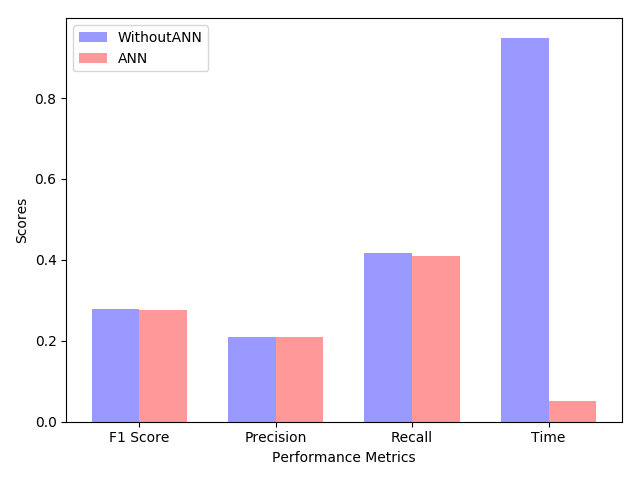 WithoutANN
ANN
Scores
0.8
0.6
0.4
0.2
0.0
F1 Score
Precision
Recall
Time
Performance Metrics